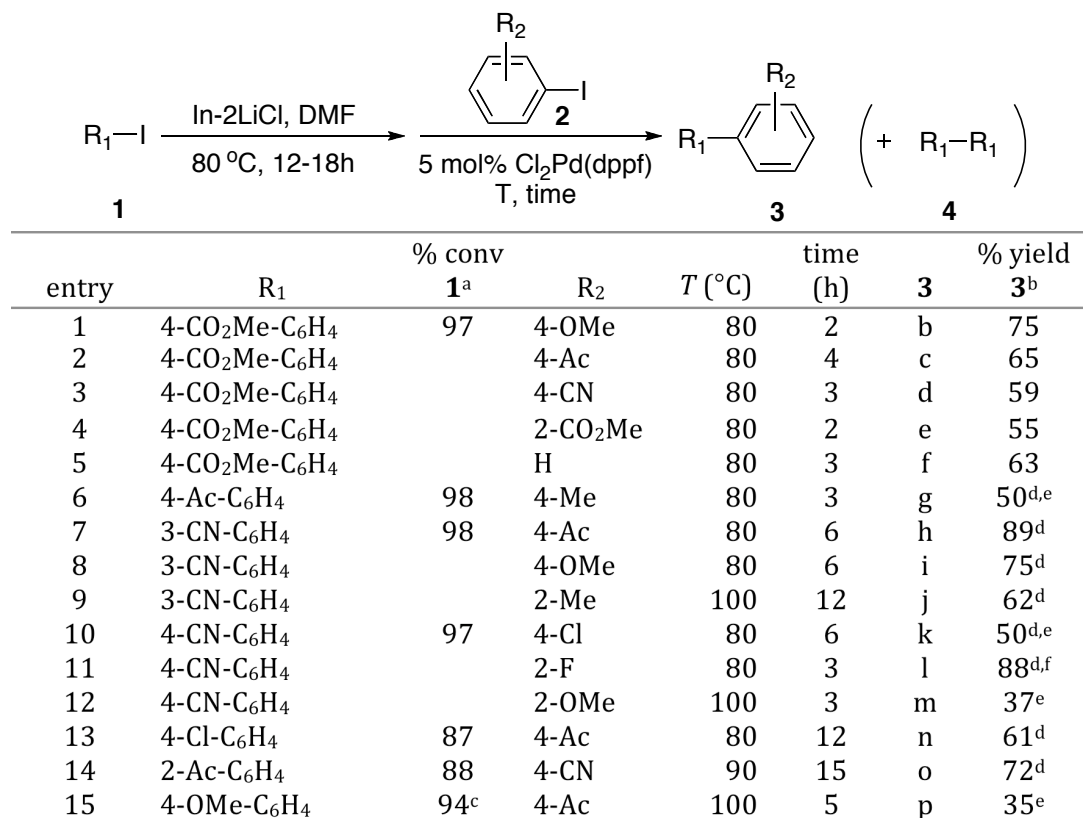 R₂
R₁—I
In-2LiCl, DMF
80 °C, 12-18h
I
2
5 mol% Cl₂Pd(dppf)
T, time
R₂
R₁
( + R₁—R₁ )
1
3
4
% conv time % yield
entry R₁ 1ᵃ R₂ T (°C) (h) 3 3ᵇ
1 4-CO₂Me-C₆H₄ 97 4-OMe 80 2 b 75
2 4-CO₂Me-C₆H₄ 4-Ac 80 4 c 65
3 4-CO₂Me-C₆H₄ 4-CN 80 3 d 59
4 4-CO₂Me-C₆H₄ 2-CO₂Me 80 2 e 55
5 4-CO₂Me-C₆H₄ H 80 3 f 63
6 4-Ac-C₆H₄ 98 4-Me 80 3 g 50ᵈ,ᵉ
7 3-CN-C₆H₄ 98 4-Ac 80 6 h 89ᵈ
8 3-CN-C₆H₄ 4-OMe 80 6 i 75ᵈ
9 3-CN-C₆H₄ 2-Me 100 12 j 62ᵈ
10 4-CN-C₆H₄ 97 4-Cl 80 6 k 50ᵈ,ᵉ
11 4-CN-C₆H₄ 2-F 80 3 l 88ᵈ,ᶠ
12 4-CN-C₆H₄ 2-OMe 100 3 m 37ᵉ
13 4-Cl-C₆H₄ 87 4-Ac 80 12 n 61ᵈ
14 2-Ac-C₆H₄ 88 4-CN 90 15 o 72ᵈ
15 4-OMe-C₆H₄ 94ᶜ 4-Ac 100 5 p 35ᵉ